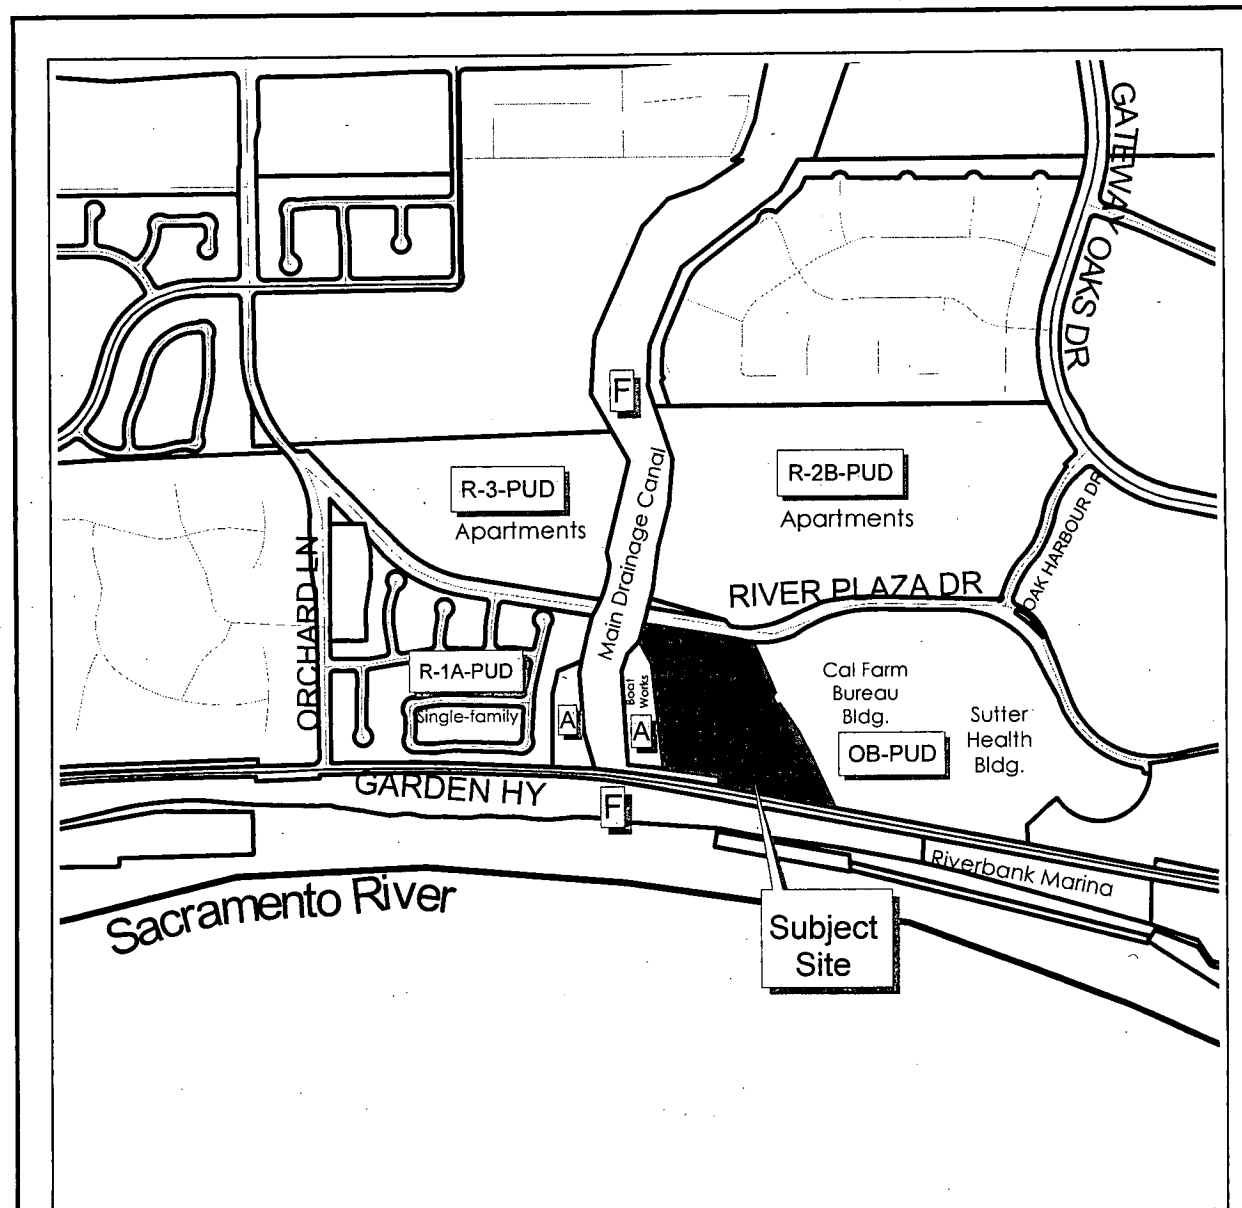 GATEWAY OAKS DR
F
R-3-PUD
Apartments
Main Drainage Canal
R-2B-PUD
Apartments
OAK HARBOUR DR
ORCHARD LN
RIVER PLAZA DR
R-1A-PUD
Single-family
A
Boat
Works
A
Cal Farm
Bureau
Bldg.
OB-PUD
Sutter
Health
Bldg.
GARDEN HY
F
Riverbank Marina
Sacramento River
Subject
Site